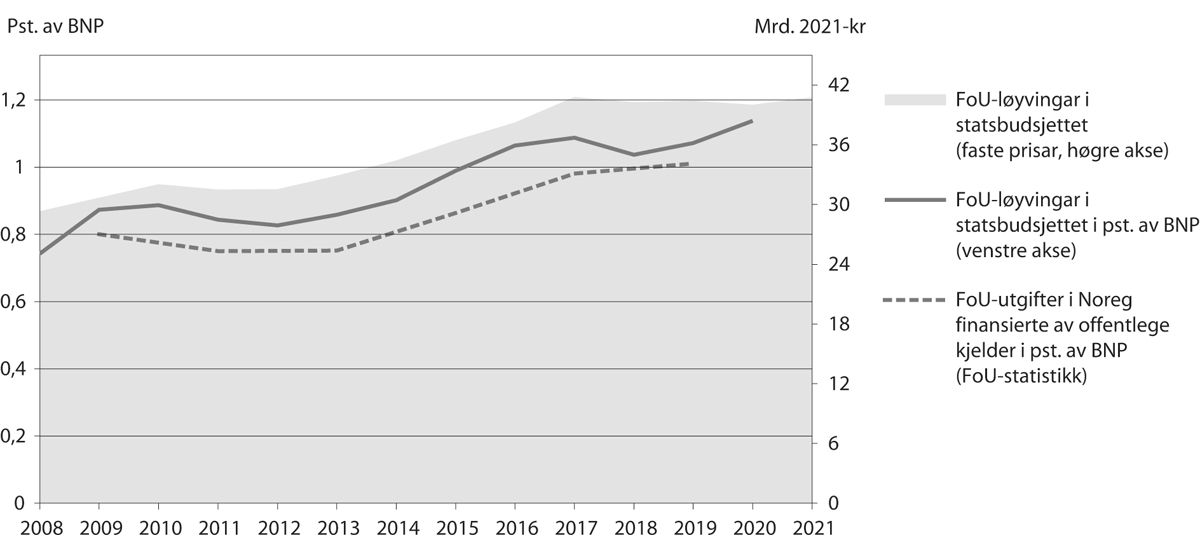 Pst. av BNP
Mrd. 2021-kr
1,2
1
0,8
0,6
0,4
0,2
0
42
36
30
24
18
12
6
0
2008 2009 2010 2011 2012 2013 2014 2015 2016 2017 2018 2019 2020 2021
FoU-løyvingar i
statsbudsjettet
(faste prisar, høgre akse)
FoU-løyvingar i
statsbudsjettet i pst. av BNP
(venstre akse)
FoU-utgifter i Noreg
finansierte av offentlege
kjelder i pst. av BNP
(FoU-statistikk)